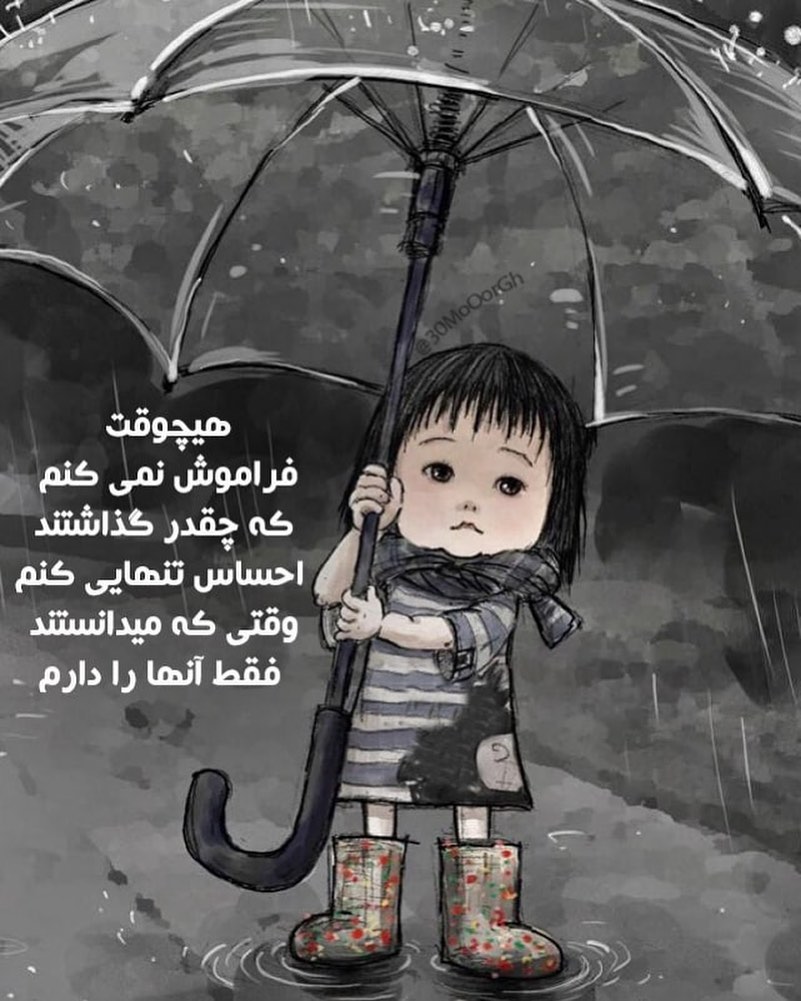 @30MoOorGh
هیچوقت
فراموش نمی کنم
که چقدر گذاشتند
احساس تنهایی کنم
وقتی که میدانستند
فقط آنها را دارم